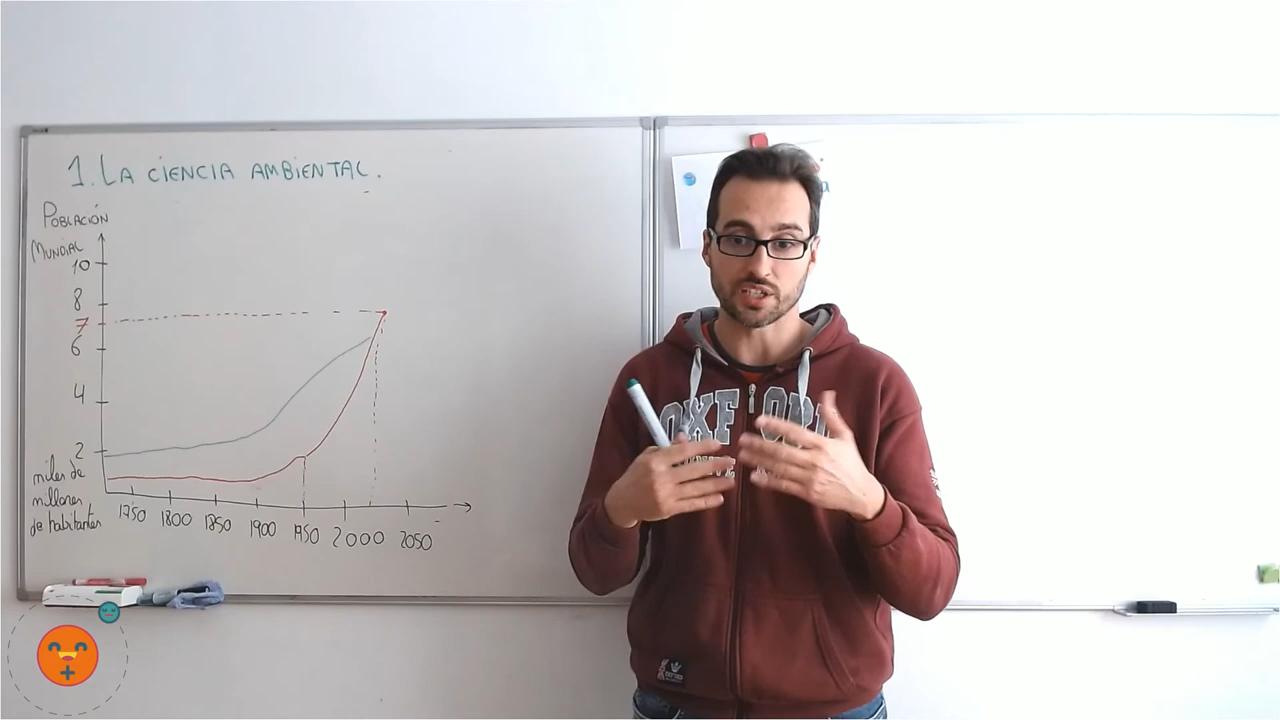 1. LA CIENCIA AMBIENTAL.
POBLACIÓN
MUNDIAL
10
8
7
6
4
2
miles de
millones
de habitantes
1750 1800 1850 1900 1950 2000 2050
OXFORD